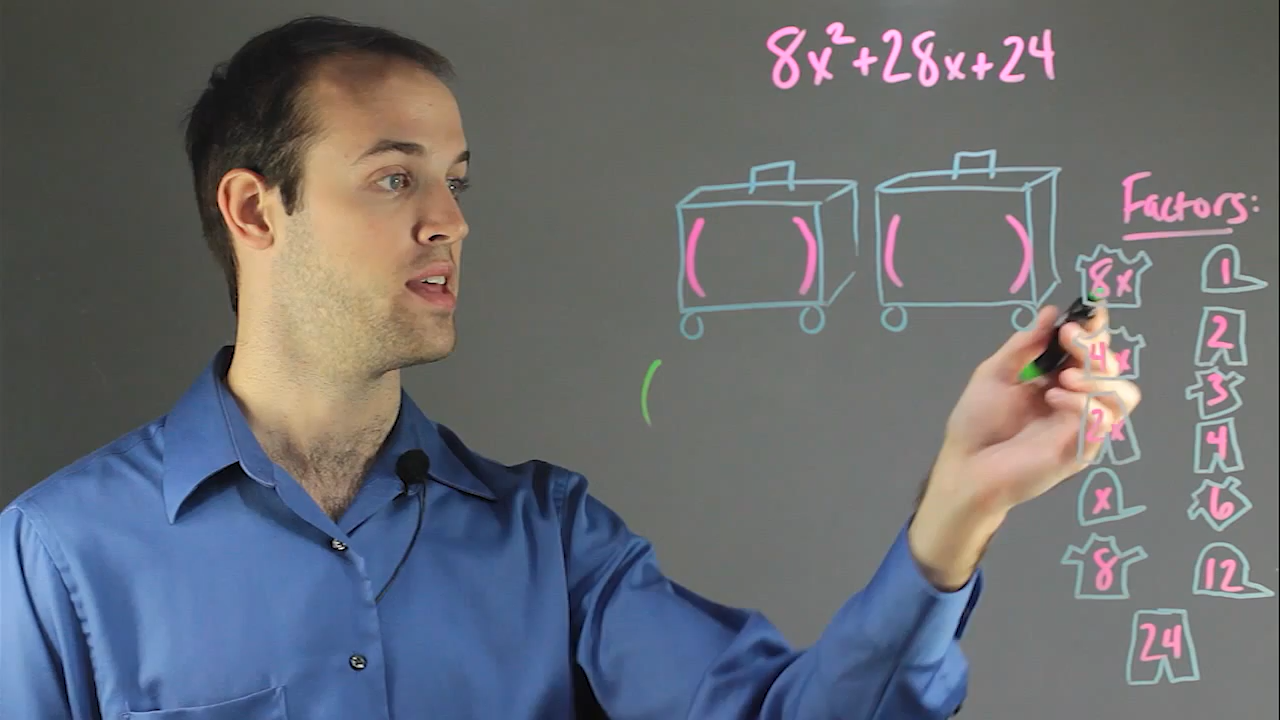 8x²+28x+24
( ) ( )
Factors:
8x 1
4x 2
3
2x 4
x 6
8 12
24
(